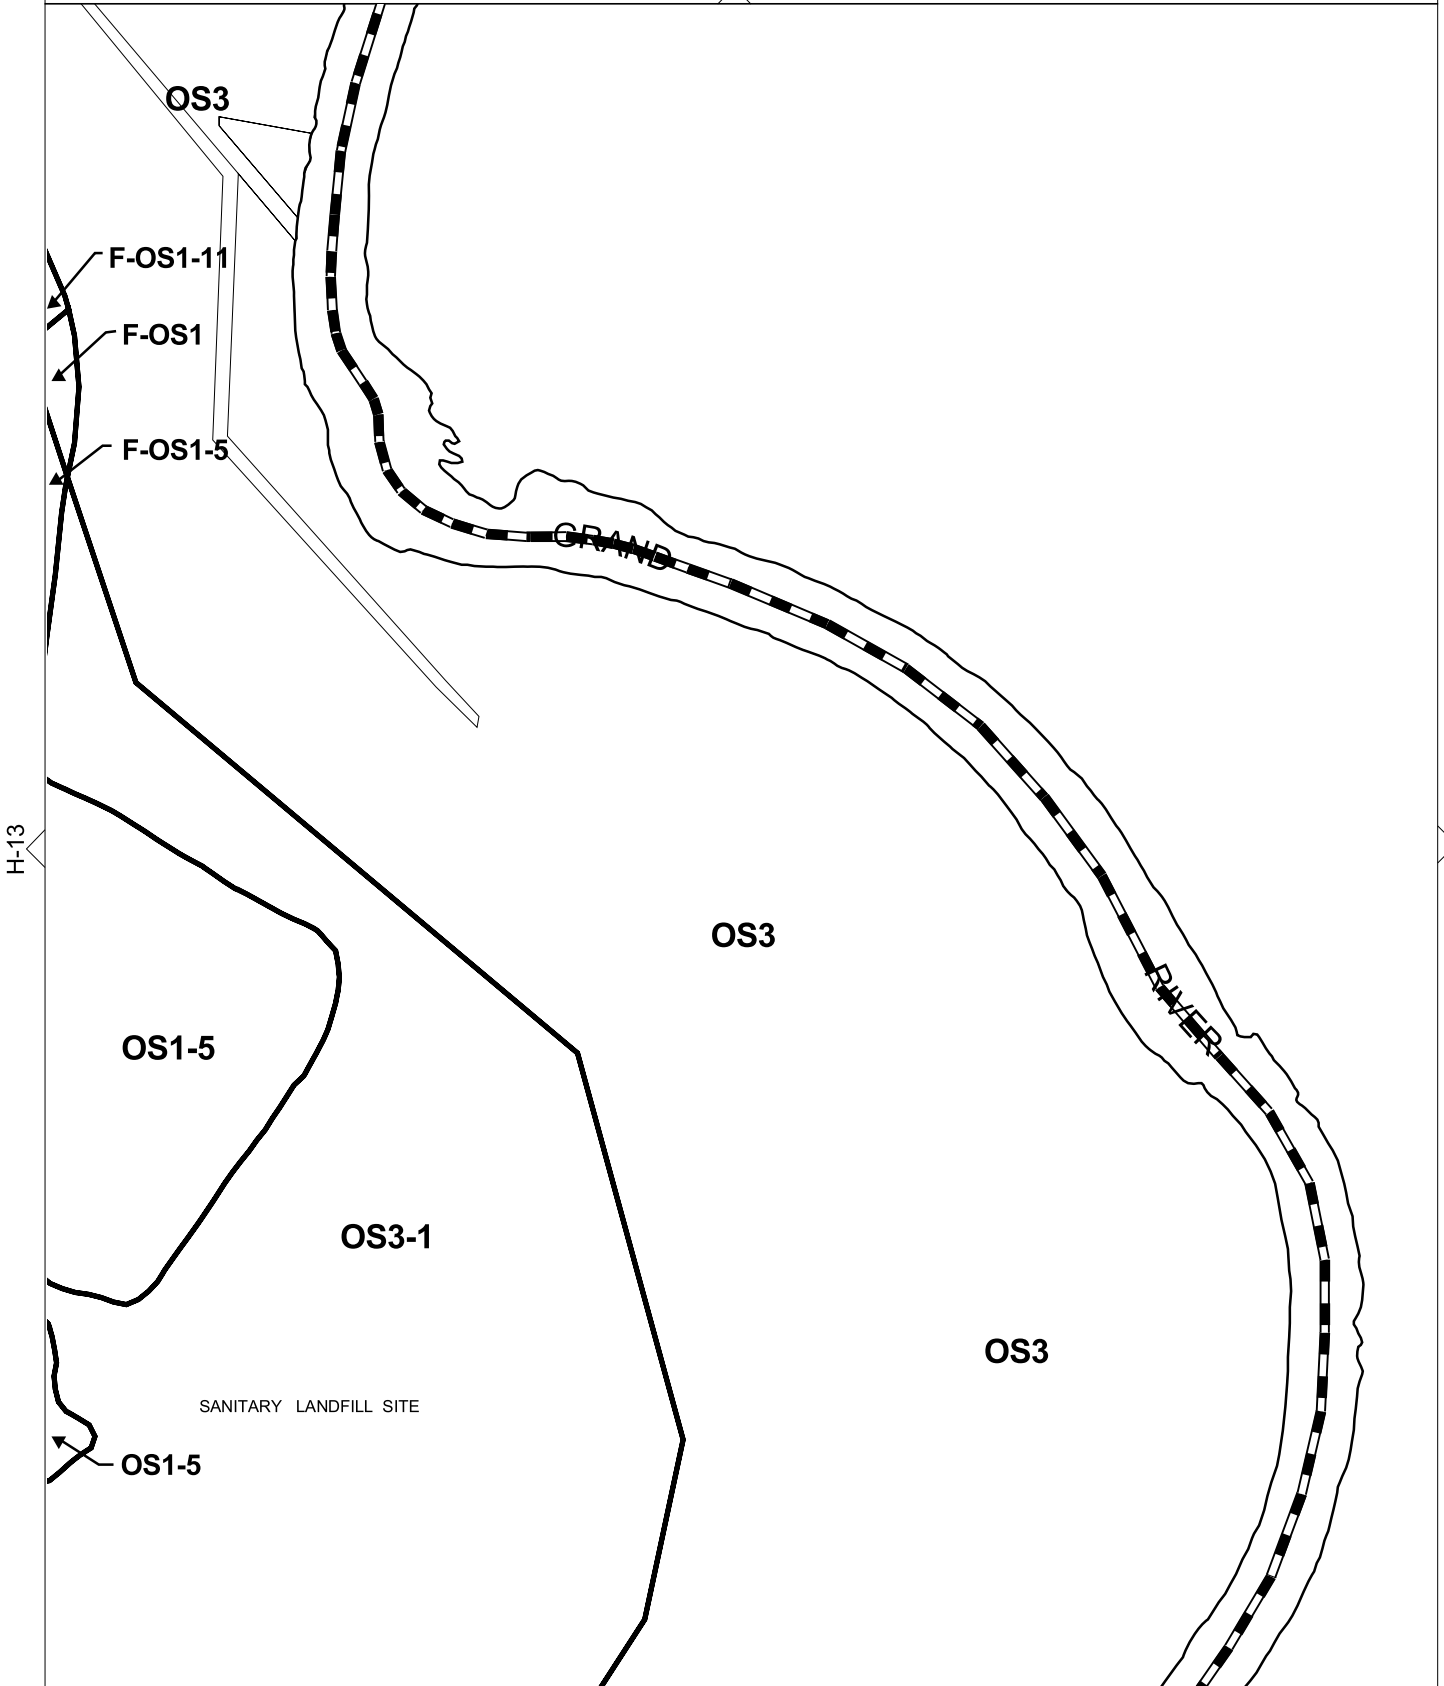 OS3
F-OS1-11
F-OS1
F-OS1-5
GRAND
H-13
OS3
RIVER
OS1-5
OS3-1
OS3
SANITARY LANDFILL SITE
OS1-5